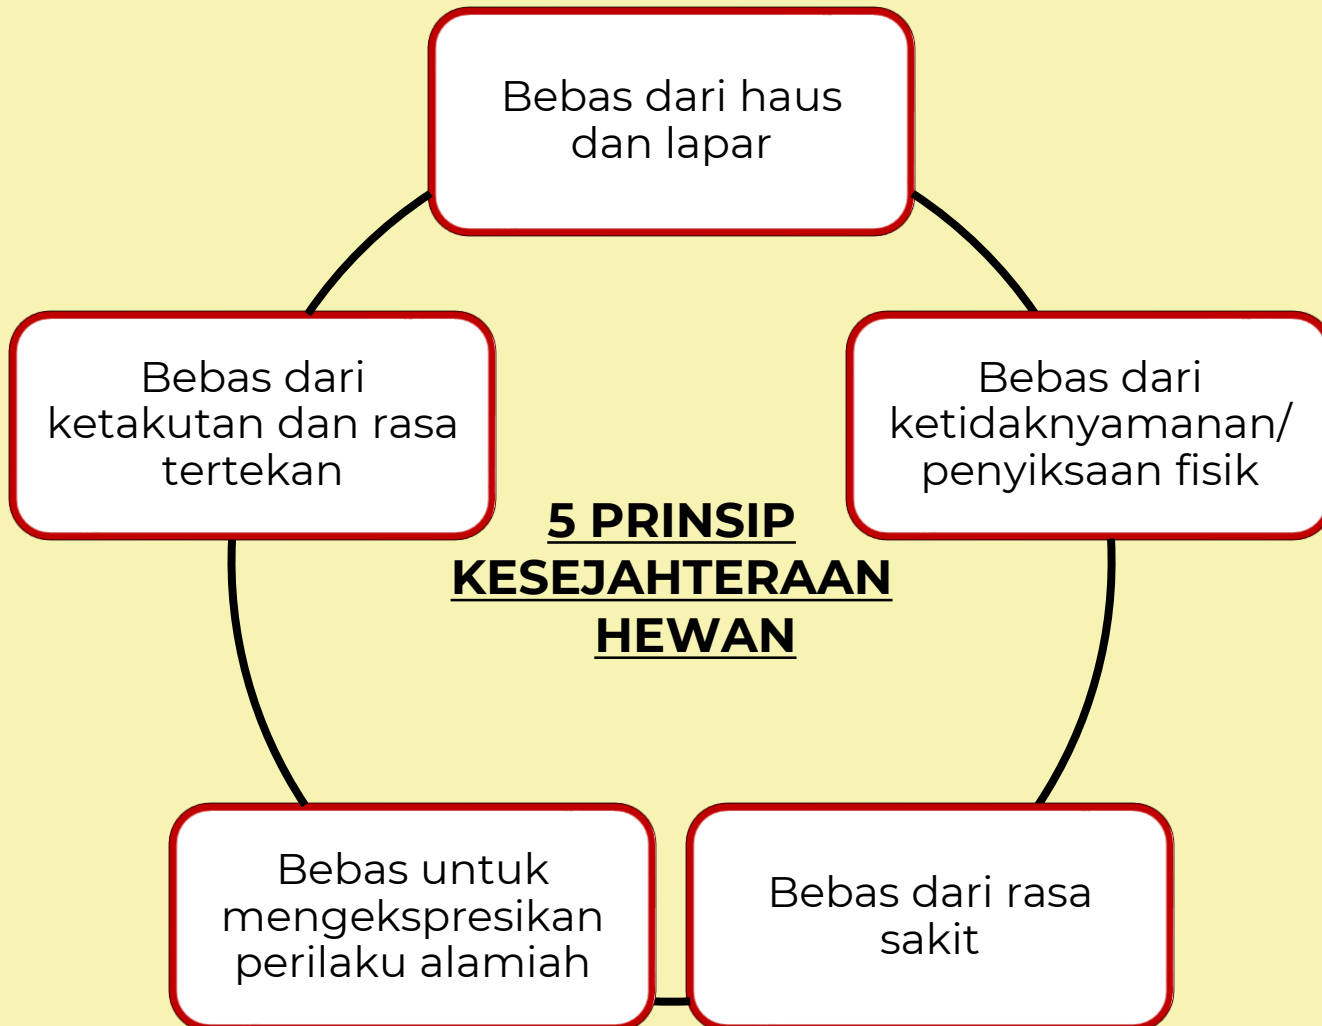 Bebas dari haus
dan lapar
Bebas dari
ketakutan dan rasa
tertekan
Bebas dari
ketidaknyamanan/
penyiksaan fisik
5 PRINSIP
KESEJAHTERAAN
HEWAN
Bebas untuk
mengekspresikan
perilaku alamiah
Bebas dari rasa
sakit